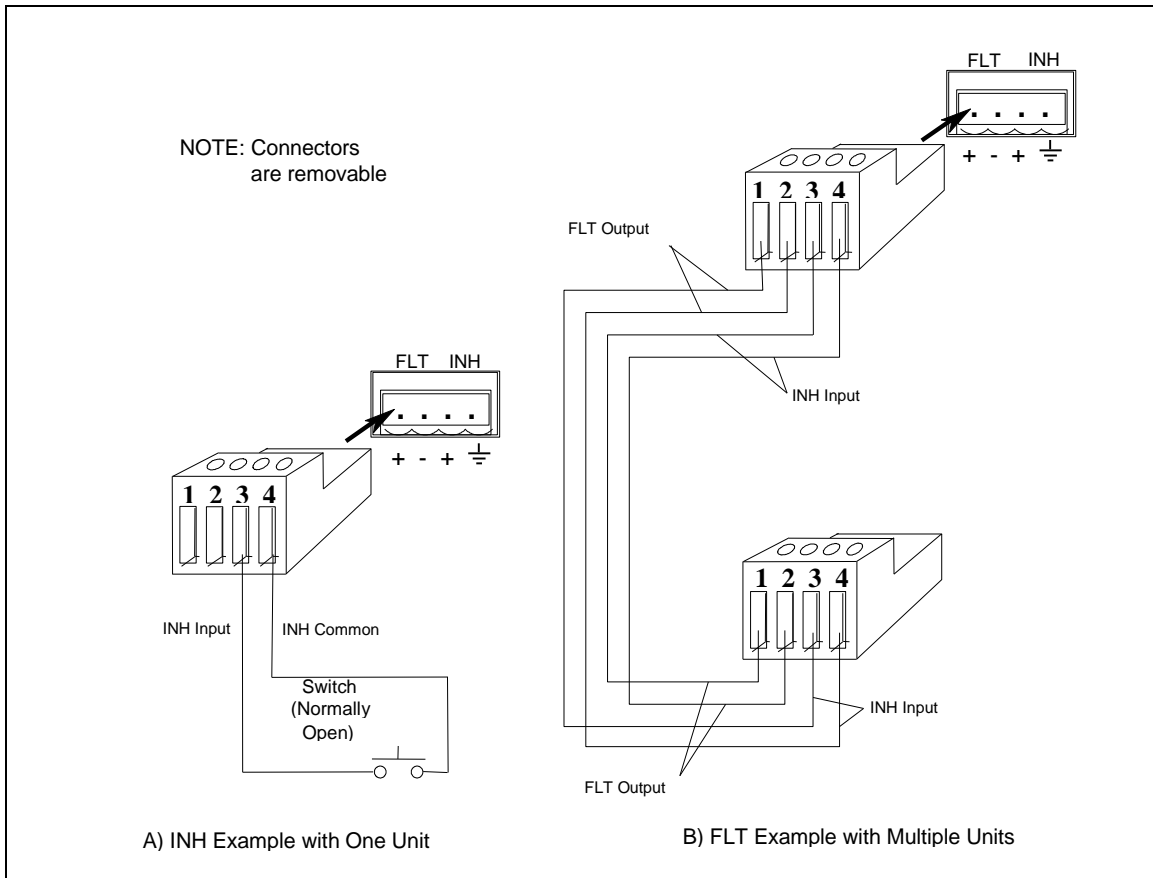 NOTE: Connectors
are removable
FLT INH
+ - +
1 2 3 4
INH Input
INH Common
Switch
(Normally
Open)
A) INH Example with One Unit
FLT INH
+ - +
1 2 3 4
FLT Output
INH Input
1 2 3 4
INH Input
FLT Output
B) FLT Example with Multiple Units